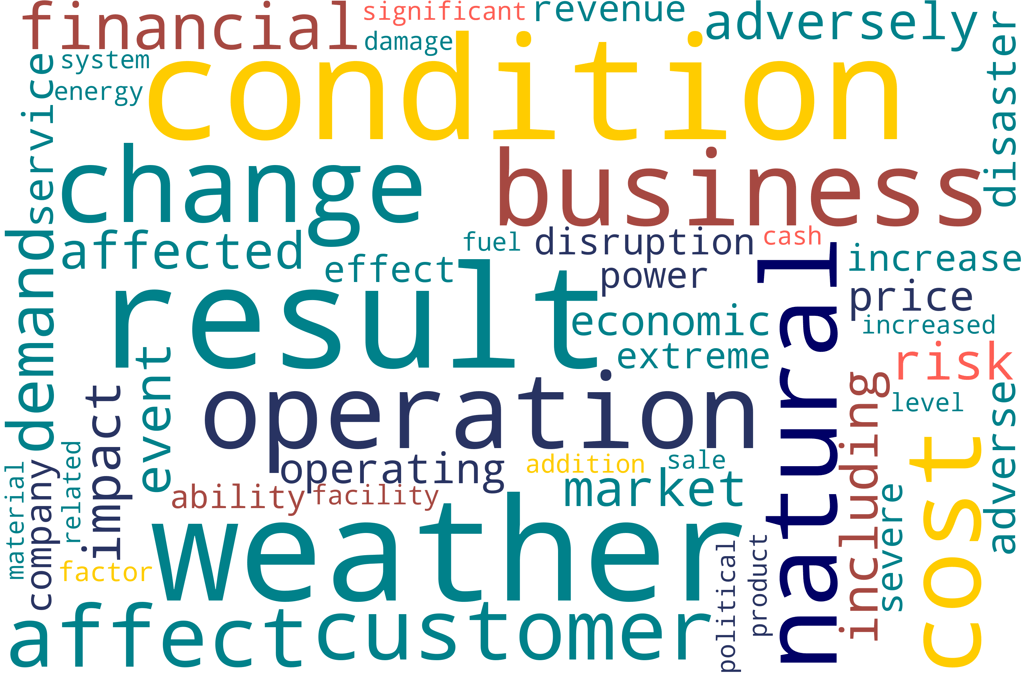 financial
significant
revenue
adversely
damage
system
energy
condition
disaster
service
change
business
affected
effect
fuel
disruption
cash
power
increase
price
increased
demand
result
economic
extreme
natural
risk
level
event
operation
impact
including
adverse
cost
operating
addition
sale
market
ability
facility
material
company
related
factor
weather
severe
political
product
affect
customer